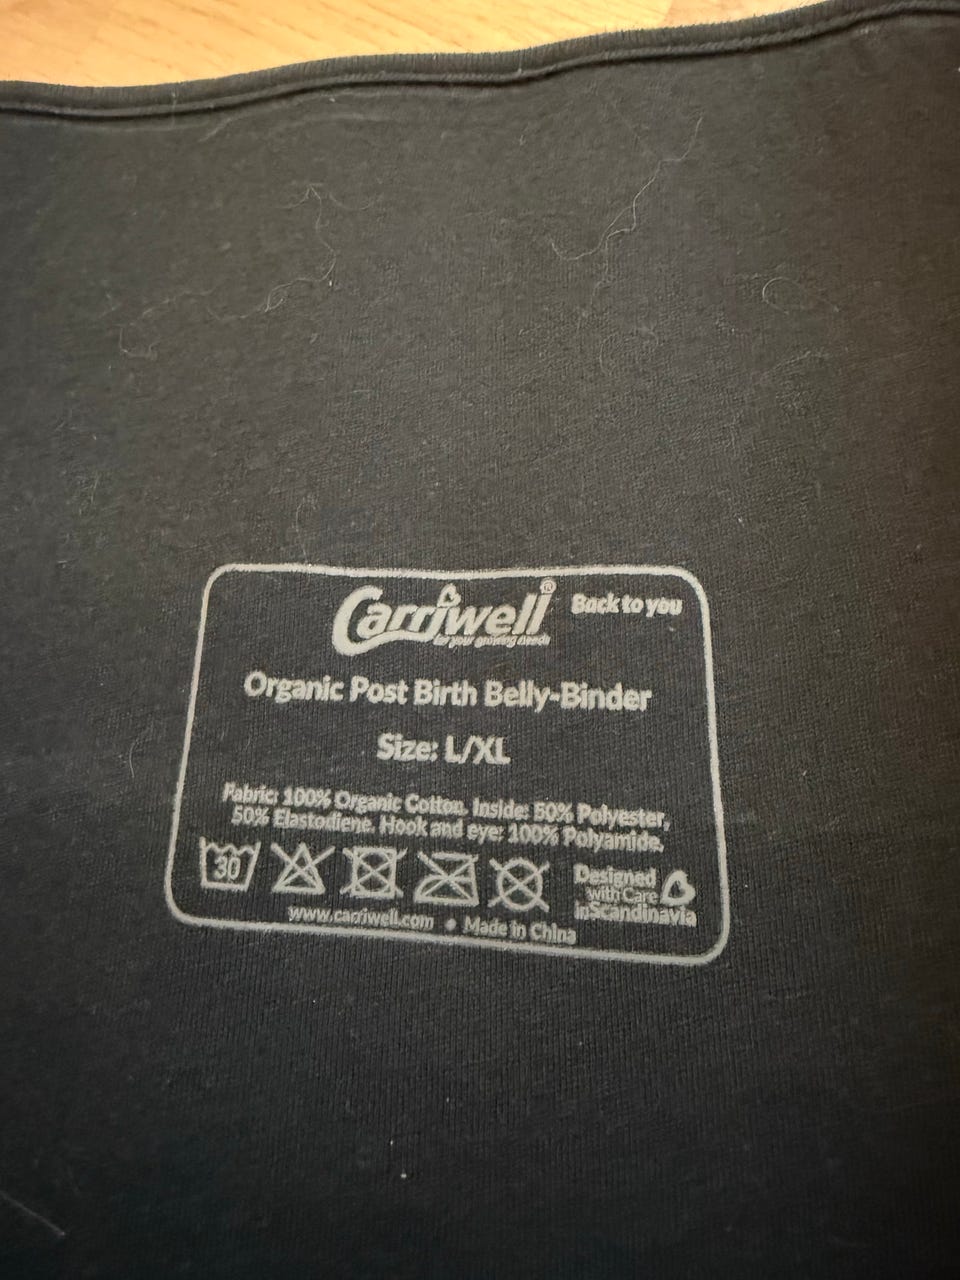 Carriwell® Back to you
for your growing needs
Organic Post Birth Belly-Binder
Size: L/XL
Fabric: 100% Organic Cotton. Inside: 50% Polyester,
50% Elastodiene. Hook and eye: 100% Polyamide.
30
Designed
with Care
in Scandinavia
www.carriwell.com • Made in China